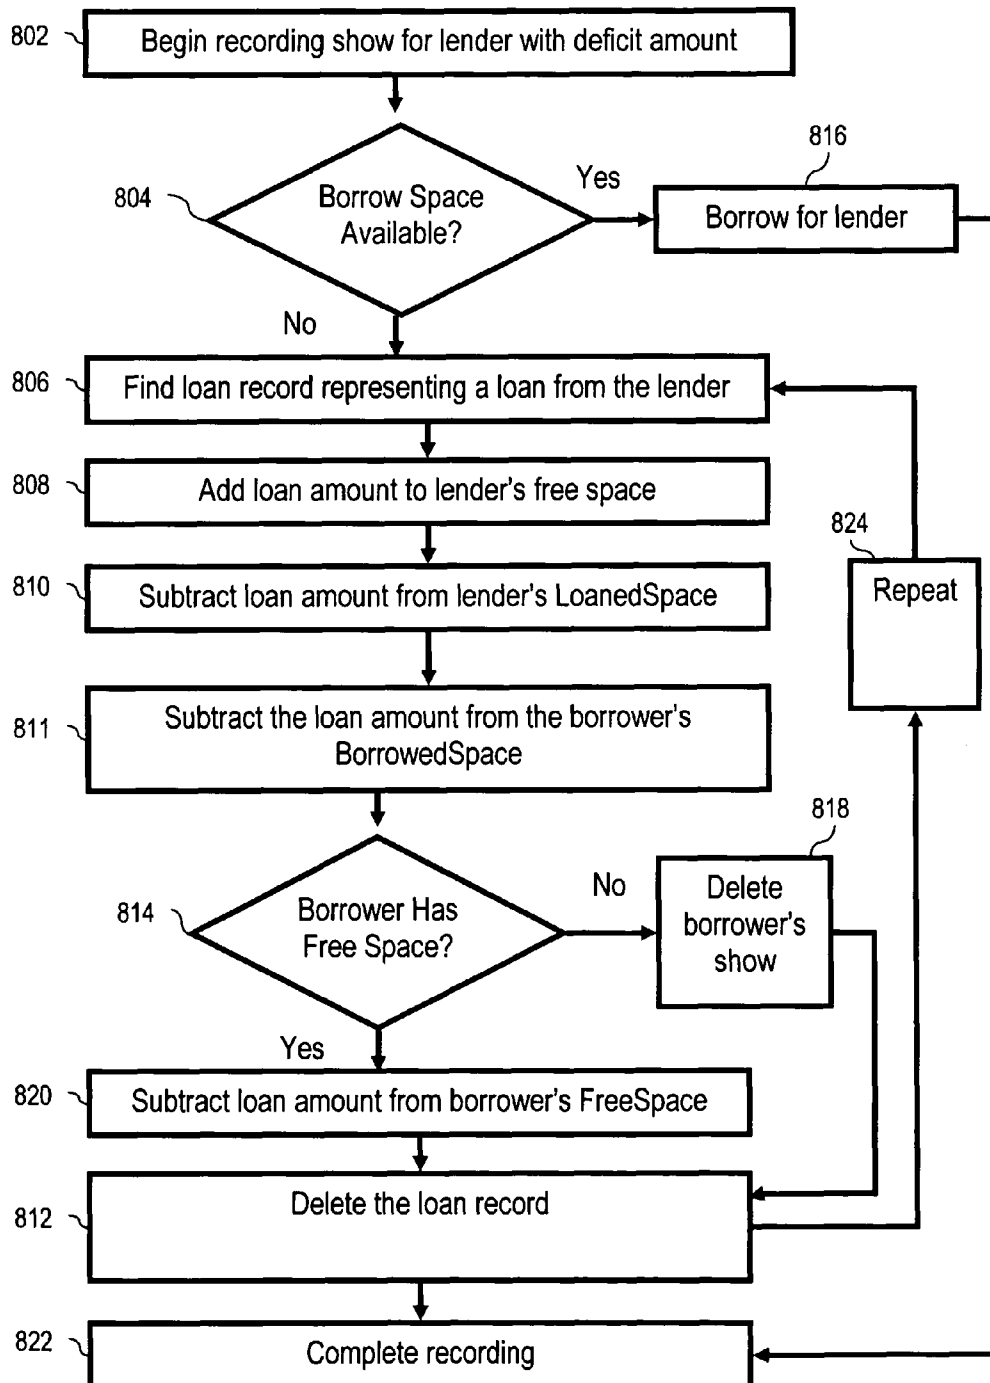 802
Begin recording show for lender with deficit amount
804
Borrow Space
Available?
Yes
816
Borrow for lender
No
806
Find loan record representing a loan from the lender
808
Add loan amount to lender's free space
824
Repeat
810
Subtract loan amount from lender's LoanedSpace
811
Subtract the loan amount from the borrower's
BorrowedSpace
814
Borrower Has
Free Space?
No
818
Delete
borrower's
show
Yes
820
Subtract loan amount from borrower's FreeSpace
812
Delete the loan record
822
Complete recording